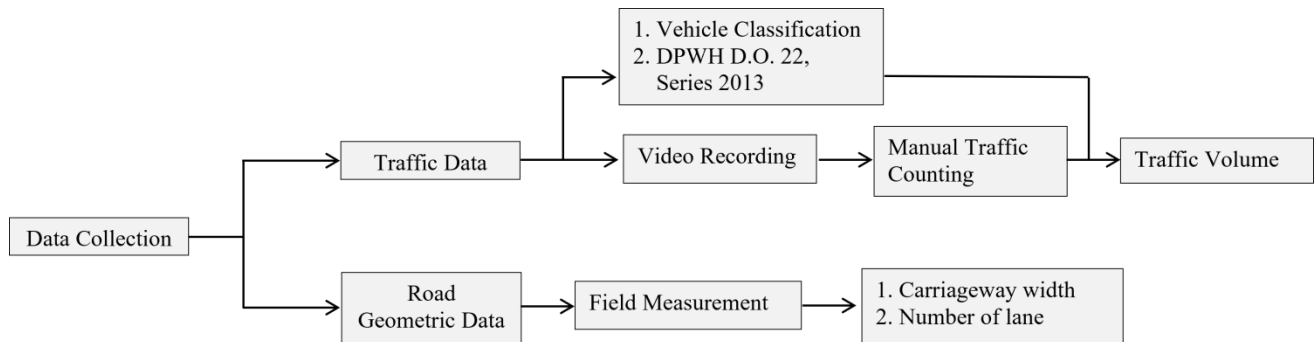 1. Vehicle Classification
2. DPWH D.O. 22,
Series 2013
Traffic Data
Video Recording
Manual Traffic
Counting
Traffic Volume
Data Collection
Road
Geometric Data
Field Measurement
1. Carriageway width
2. Number of lane